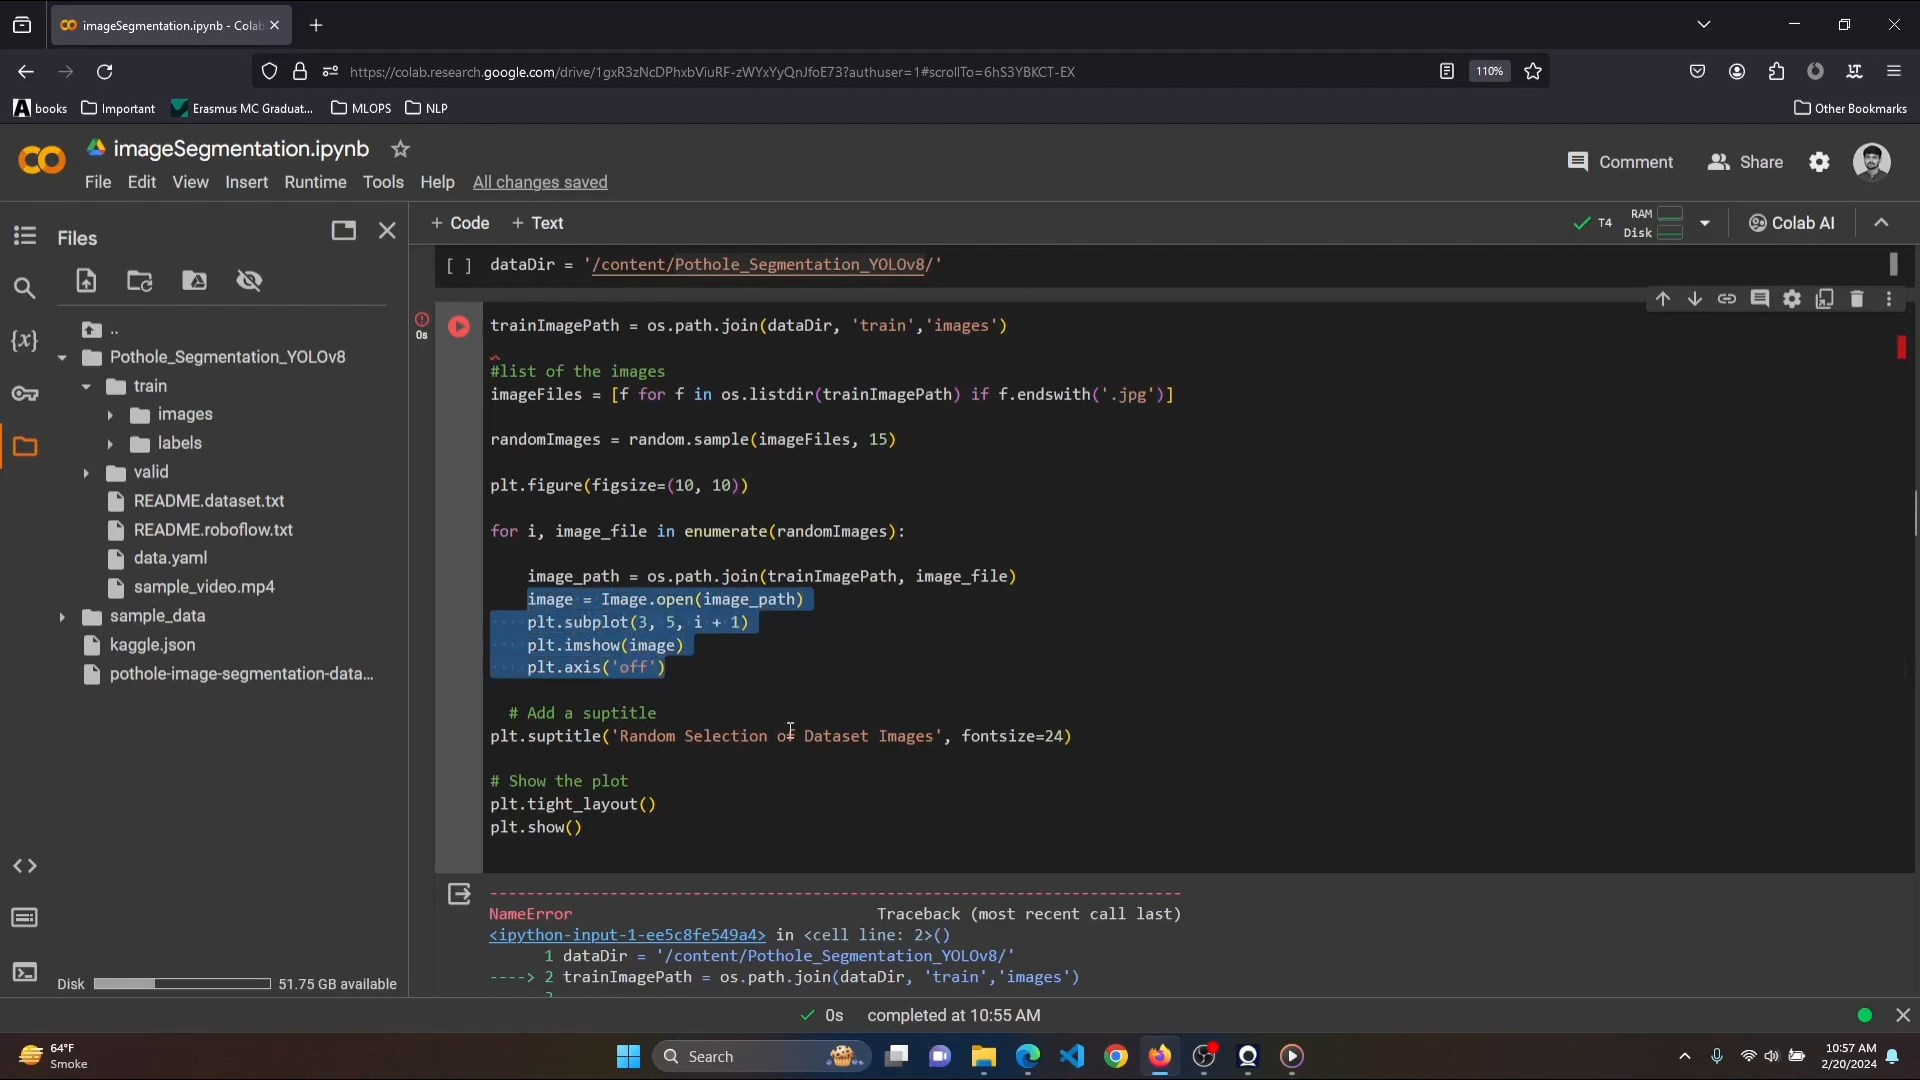 imageSegmentation.ipynb - Colab
https://colab.research.google.com/drive/1gxR3zNcDPhxbViuRF-zWYxYyQnJfoE73?authuser=1#scrollTo=6hS3YBKCT-EX
110%
books
Important
Erasmus MC Graduat...
MLOPS
NLP
Other Bookmarks
imageSegmentation.ipynb
Comment
Share
File Edit View Insert Runtime Tools Help All changes saved
Files
+ Code + Text
T4
RAM
Disk
Colab AI
[ ] dataDir = '/content/Pothole_Segmentation_YOLOv8/'
..
Pothole_Segmentation_YOLOv8
train
images
labels
valid
README.dataset.txt
README.roboflow.txt
data.yaml
sample_video.mp4
sample_data
kaggle.json
pothole-image-segmentation-data...
Disk
51.75 GB available
0s
trainImagePath = os.path.join(dataDir, 'train','images')
#list of the images
imageFiles = [f for f in os.listdir(trainImagePath) if f.endswith('.jpg')]
randomImages = random.sample(imageFiles, 15)
plt.figure(figsize=(10, 10))
for i, image_file in enumerate(randomImages):
image_path = os.path.join(trainImagePath, image_file)
image = Image.open(image_path)
plt.subplot(3, 5, i + 1)
plt.imshow(image)
plt.axis('off')
# Add a suptitle
plt.suptitle('Random Selection of Dataset Images', fontsize=24)
# Show the plot
plt.tight_layout()
plt.show()
--------------------------------------------------------------------------- 
NameError Traceback (most recent call last)
<ipython-input-1-ee5c8fe549a4> in <cell line: 2>()
1 dataDir = '/content/Pothole_Segmentation_YOLOv8/'
----> 2 trainImagePath = os.path.join(dataDir, 'train','images')
0s completed at 10:55 AM
64°F
Smoke
Search
10:57 AM
2/20/2024